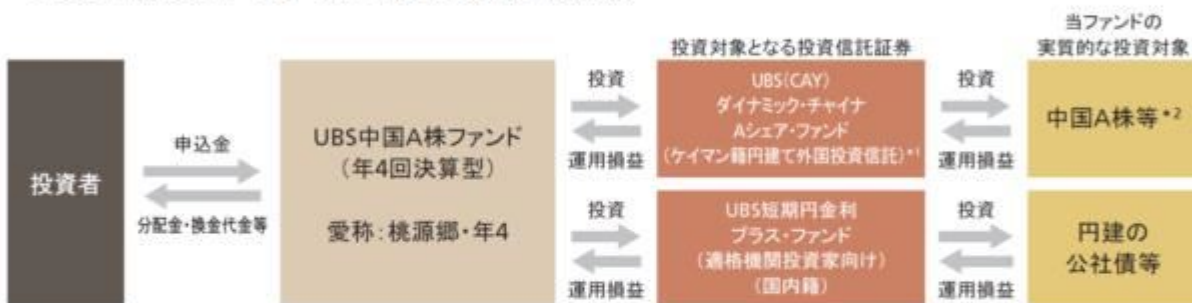 当ファンドの
実質的な投資対象
投資対象となる投資信託証券
投資者
申込金
分配金・換金代金等
UBS中国A株ファンド
(年4回決算型)
愛称:桃源郷・年4
投資
運用損益
UBS(CAY)
ダイナミック・チャイナ
Aシェア・ファンド
(ケイマン籍円建て外国投資信託)*1
投資
運用損益
中国A株等*2
投資
運用損益
UBS短期円金利
プラス・ファンド
(適格機関投資家向け)
(国内籍)
投資
運用損益
円建の
公社債等